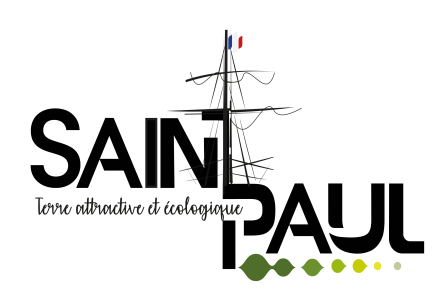 SAINT
Terre attractive et écologique
PAUL